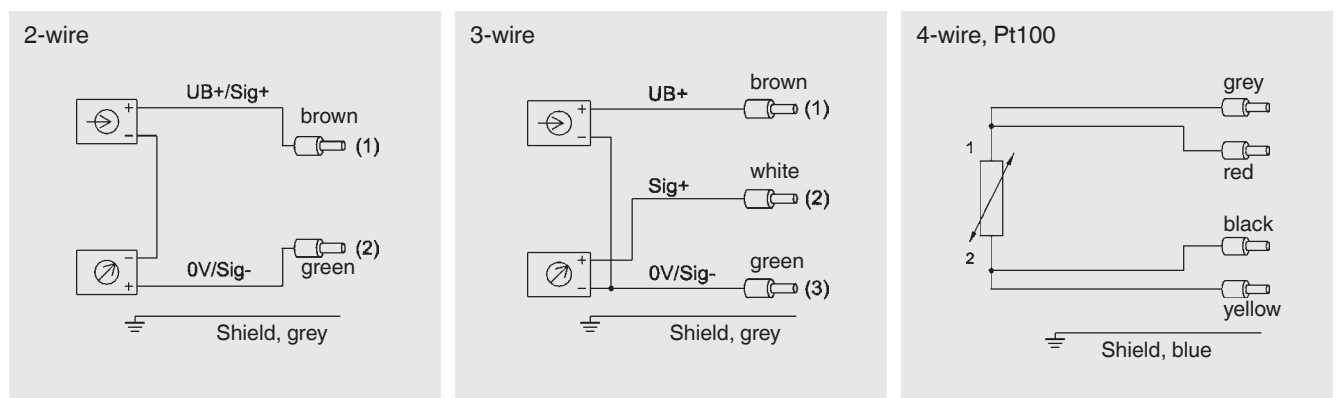 2-wire
UB+/Sig+
brown
+
−
(1)
−
+
(2)
green
0V/Sig-
Shield, grey
3-wire
UB+
brown
+
−
(1)
white
Sig+
(2)
+
−
0V/Sig-
green
(3)
Shield, grey
4-wire, Pt100
grey
1
red
black
2
yellow
Shield, blue